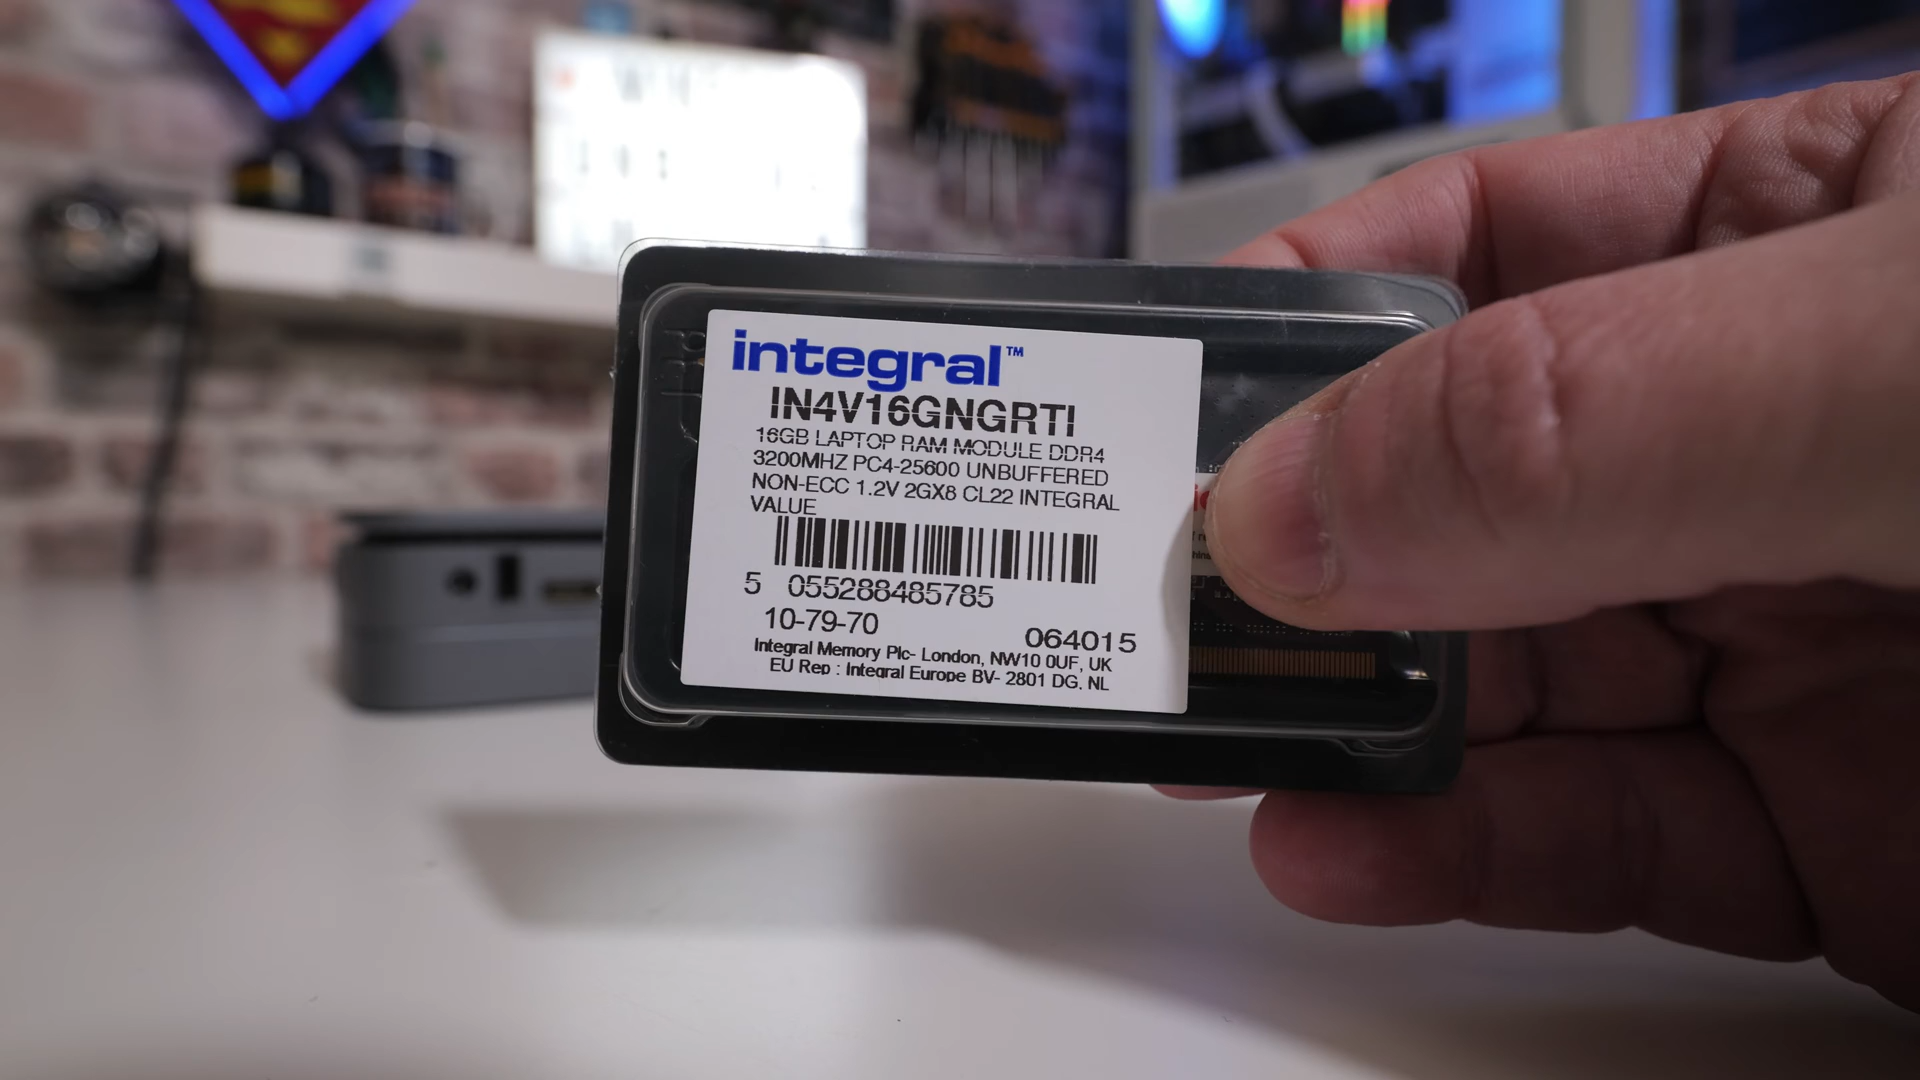 integral™
IN4V16GNGRTI
16GB LAPTOP RAM MODULE DDR4
3200MHZ PC4-25600 UNBUFFERED
NON-ECC 1.2V 2GX8 CL22 INTEGRAL
VALUE
5 055288485785
10-79-70 064015
Integral Memory Plc- London, NW10 0UF, UK
EU Rep : Integral Europe BV- 2801 DG, NL